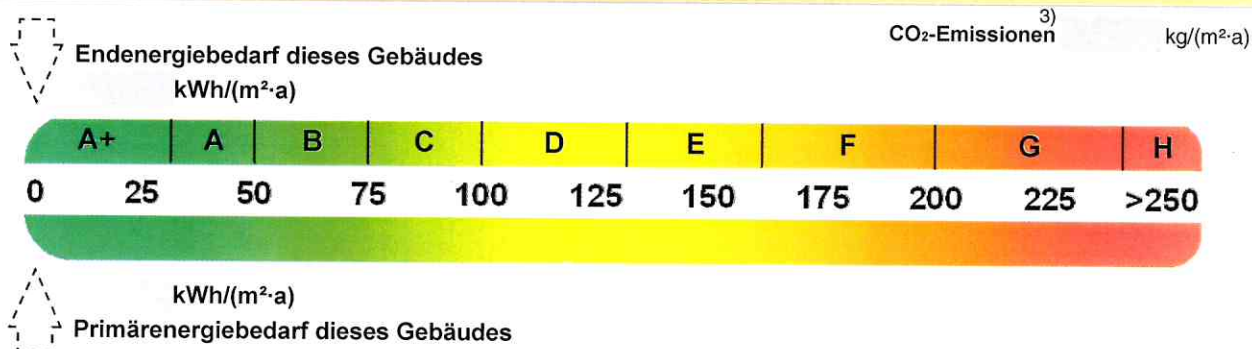 CO₂-Emissionen 3) kg/(m²·a)
Endenergiebedarf dieses Gebäudes
kWh/(m²·a)
A+ A B C D E F G H
0 25 50 75 100 125 150 175 200 225 >250
kWh/(m²·a)
Primärenergiebedarf dieses Gebäudes